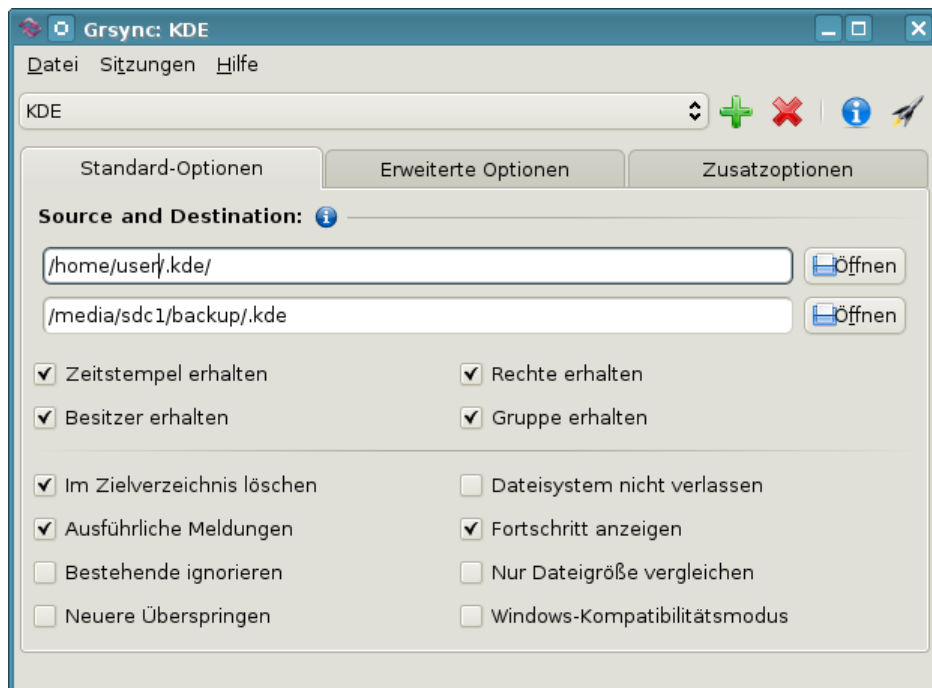 Grsync: KDE
Datei Sitzungen Hilfe
KDE
Standard-Optionen Erweiterte Optionen Zusatzoptionen
Source and Destination:
/home/user/.kde/ Öffnen
/media/sdc1/backup/.kde Öffnen
Zeitstempel erhalten Rechte erhalten
Besitzer erhalten Gruppe erhalten
Im Zielverzeichnis löschen Dateisystem nicht verlassen
Ausführliche Meldungen Fortschritt anzeigen
Bestehende ignorieren Nur Dateigröße vergleichen
Neuere Überspringen Windows-Kompatibilitätsmodus